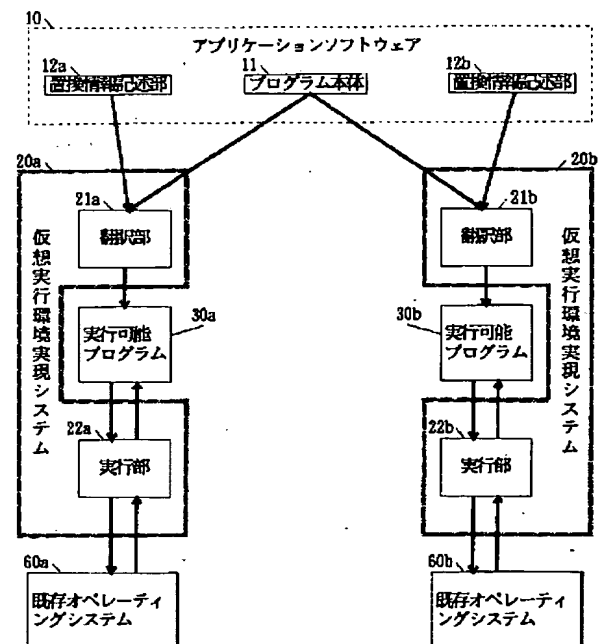 10
アプリケーションソフトウェア
12a
置換情報記述部
11
プログラム本体
12b
置換情報記述部
20a
仮想実行環境実現システム
21a
翻訳部
30a
実行可能
プログラム
22a
実行部
60a
既存オペレーティ
ングシステム
20b
仮想実行環境実現システム
21b
翻訳部
30b
実行可能
プログラム
22b
実行部
60b
既存オペレーティ
ングシステム